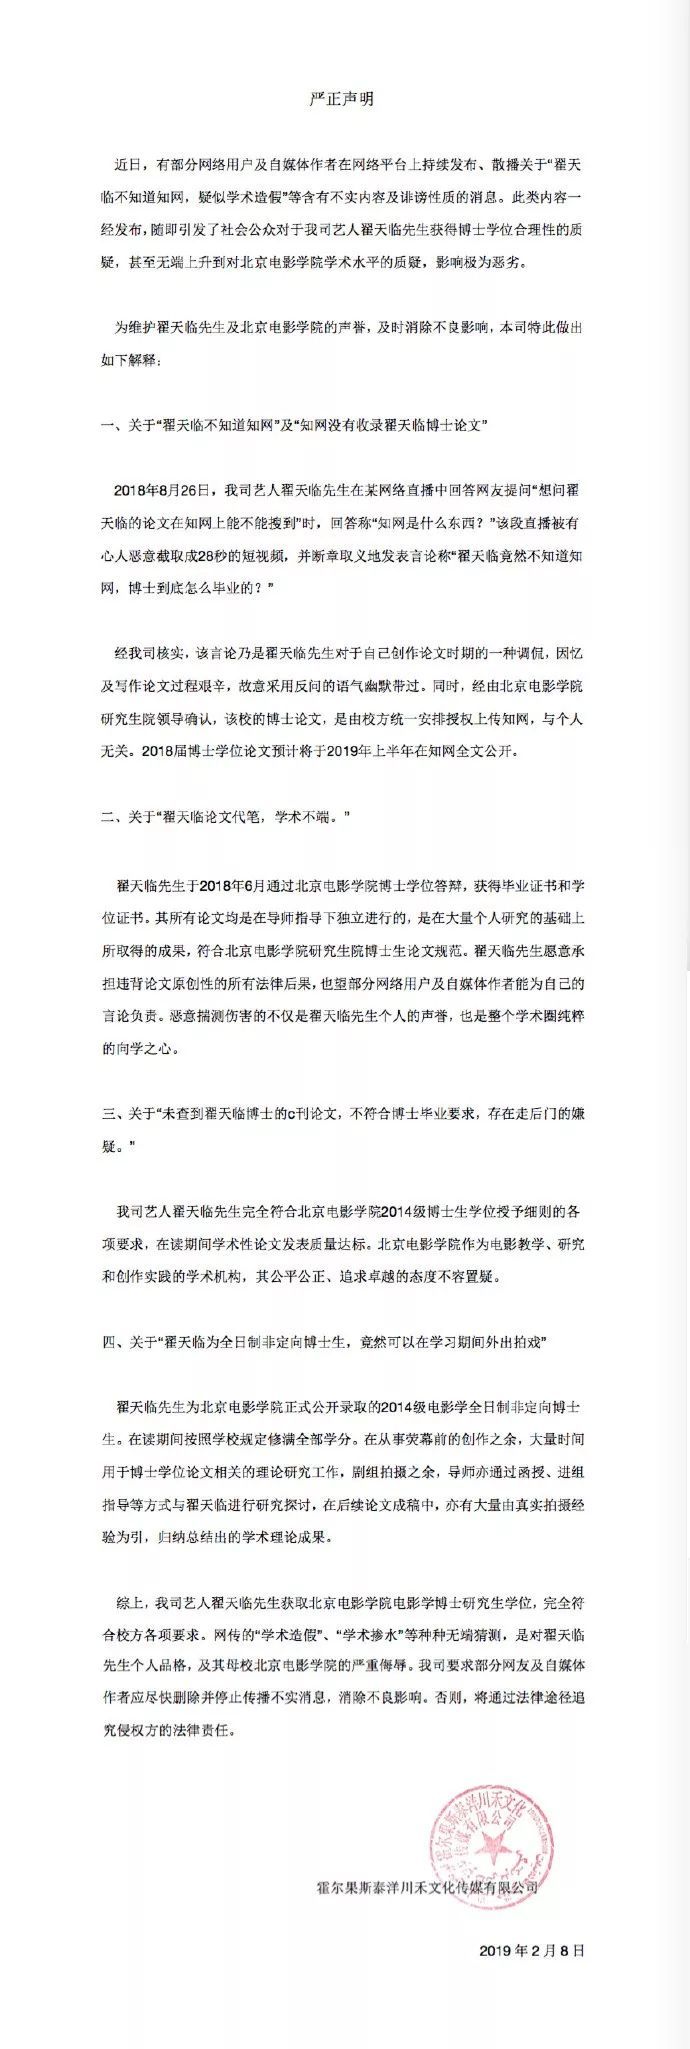 严正声明
近日，有部分网络用户及自媒体作者在网络平台上持续发布、散播关于“翟天
临不知道知网，疑似学术造假”等含有不实内容及诽谤性质的消息。此类内容一
经发布，随即引发了社会公众对于我司艺人翟天临先生获得博士学位合理性的质
疑，甚至无端上升到对北京电影学院学术水平的质疑，影响极为恶劣。
为维护翟天临先生及北京电影学院的声誉，及时消除不良影响，本司特此做出
如下解释：
一、关于“翟天临不知道知网”及“知网没有收录翟天临博士论文”
2018年8月26日，我司艺人翟天临先生在某网络直播中回答网友提问“想问翟
天临的论文在知网上能不能搜到”时，回答称“知网是什么东西？”该段直播被有
心人恶意截取成28秒的短视频，并断章取义地发表言论称“翟天临竟然不知道知
网，博士到底怎么毕业的？”
经我司核实，该言论乃是翟天临先生对于自己创作论文时期的一种调侃，因忆
及写作论文过程艰辛，故意采用反问的语气幽默带过。同时，经由北京电影学院
研究生院领导确认，该校的博士论文，是由校方统一安排授权上传知网，与个人
无关。2018届博士学位论文预计将于2019年上半年在知网全文公开。
二、关于“翟天临论文代笔，学术不端。”
翟天临先生于2018年6月通过北京电影学院博士学位答辩，获得毕业证书和学
位证书。其所有论文均是在导师指导下独立进行的，是在大量个人研究的基础上
所取得的成果，符合北京电影学院研究生院博士生论文规范。翟天临先生愿意承
担违背论文原创性的所有法律后果，也望部分网络用户及自媒体作者能为自己的
言论负责。恶意揣测伤害的不仅是翟天临先生个人的声誉，也是整个学术圈纯粹
的向学之心。
三、关于“未查到翟天临博士的c刊论文，不符合博士毕业要求，存在走后门的嫌
疑。”
我司艺人翟天临先生完全符合北京电影学院2014级博士生学位授予细则的各
项要求，在读期间学术性论文发表质量达标。北京电影学院作为电影教学、研究
和创作实践的学术机构，其公平公正、追求卓越的态度不容置疑。
四、关于“翟天临为全日制非定向博士生，竟然可以在学习期间外出拍戏”
翟天临先生为北京电影学院正式公开录取的2014级电影学全日制非定向博士
生。在读期间按照学校规定修满全部学分。在从事荧幕前的创作之余，大量时间
用于博士学位论文相关的理论研究工作，剧组拍摄之余，导师亦通过函授、进组
指导等方式与翟天临进行研究探讨，在后续论文成稿中，亦有大量由真实拍摄经
验为引，归纳总结出的学术理论成果。
综上，我司艺人翟天临先生获取北京电影学院电影学博士研究生学位，完全符
合校方各项要求。网传的“学术造假”、“学术掺水”等种种无端猜测，是对翟天临
先生个人品格，及其母校北京电影学院的严重侮辱。我司要求部分网友及自媒体
作者应尽快删除并停止传播不实消息，消除不良影响。否则，将通过法律途径追
究侵权方的法律责任。
霍尔果斯泰洋川禾文化
传媒有限公司
霍尔果斯泰洋川禾文化传媒有限公司
2019 年 2 月 8 日